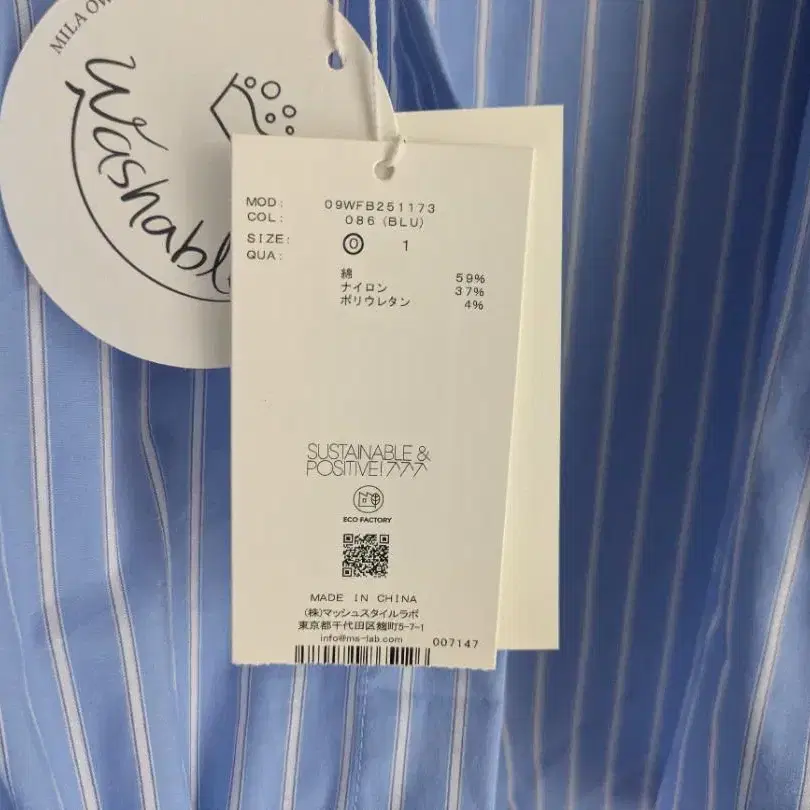 MILA OW
Washabl
MOD: 09WFB251173
COL: 086 (BLU)
SIZE: 0 1
QUA:
綿 59%
ナイロン 37%
ポリウレタン 4%
SUSTAINABLE &
POSITIVE! 777
ECO FACTORY
MADE IN CHINA
(株)マッシュスタイルラボ
東京都千代田区麹町5-7-1
info@ms-lab.com
007147